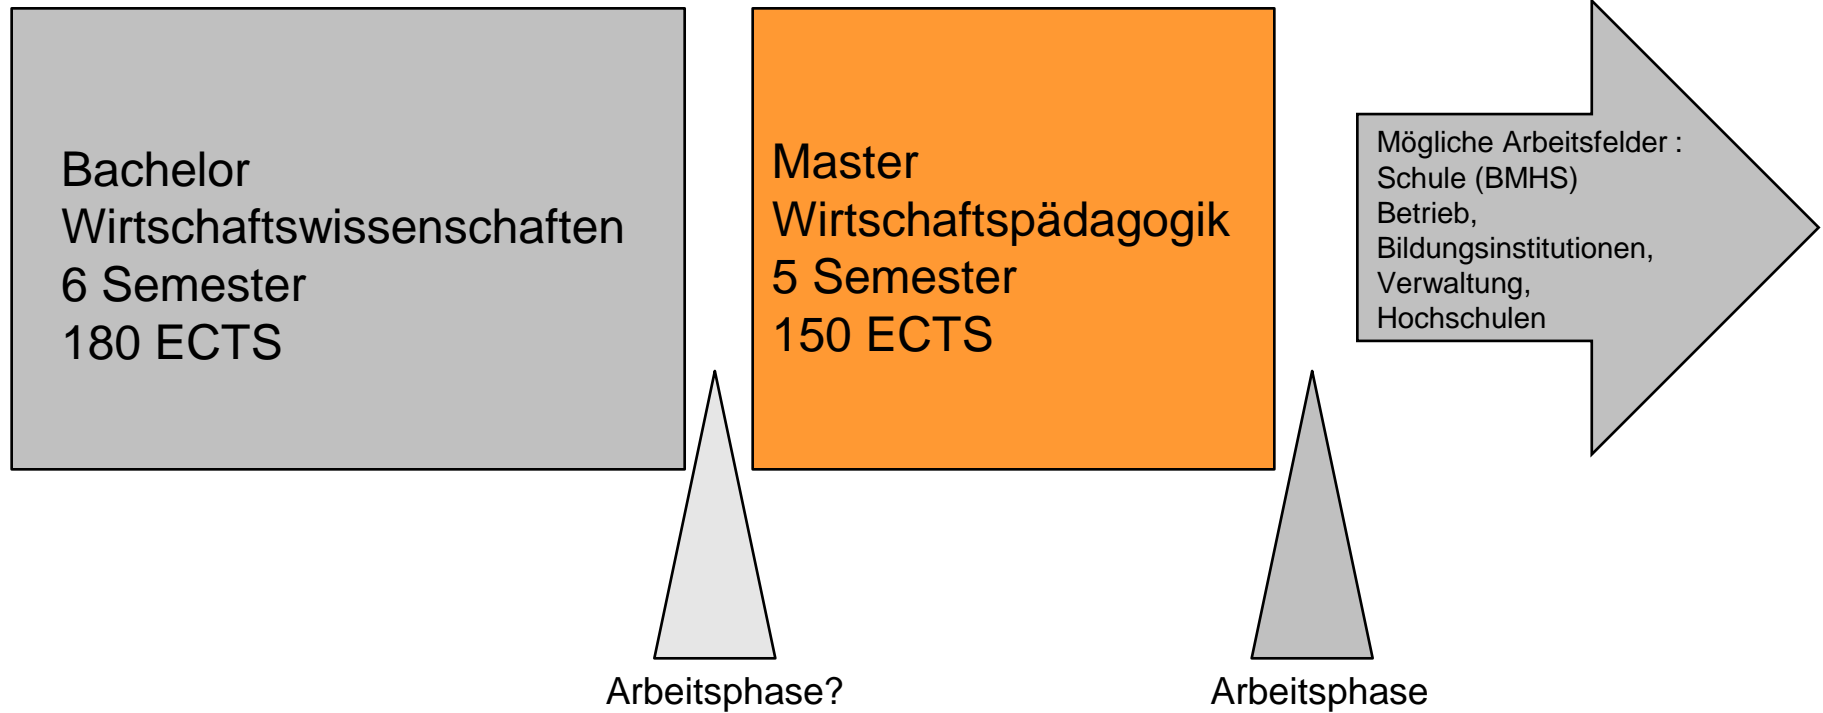 Bachelor
Wirtschaftswissenschaften
6 Semester
180 ECTS
Master
Wirtschaftspädagogik
5 Semester
150 ECTS
Mögliche Arbeitsfelder :
Schule (BMHS)
Betrieb,
Bildungsinstitutionen,
Verwaltung,
Hochschulen
Arbeitsphase?
Arbeitsphase